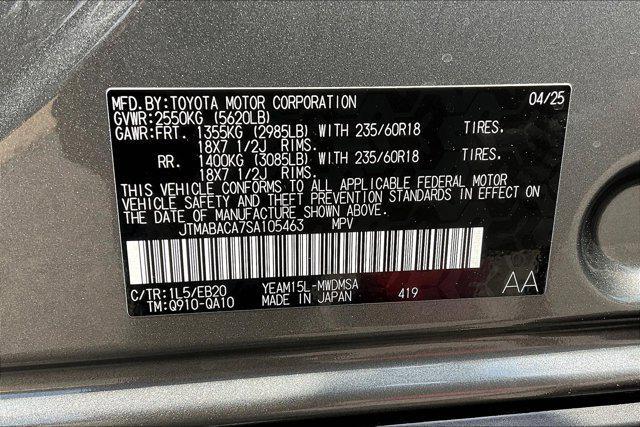 MFD. BY: TOYOTA MOTOR CORPORATION 04/25
GVWR: 2550KG (5620LB)
GAWR: FRT. 1355KG (2985LB) WITH 235/60R18 TIRES.
18X7 1/2J RIMS.
RR. 1400KG (3085LB) WITH 235/60R18 TIRES.
18X7 1/2J RIMS.
THIS VEHICLE CONFORMS TO ALL APPLICABLE FEDERAL MOTOR
VEHICLE SAFETY AND THEFT PREVENTION STANDARDS IN EFFECT ON
THE DATE OF MANUFACTURE SHOWN ABOVE.
JTMABACA7SA105463 MPV
C/TR: 1L5/EB20 YEAM15L-MWDMSA
TM: Q910-QA10 MADE IN JAPAN 419 AA